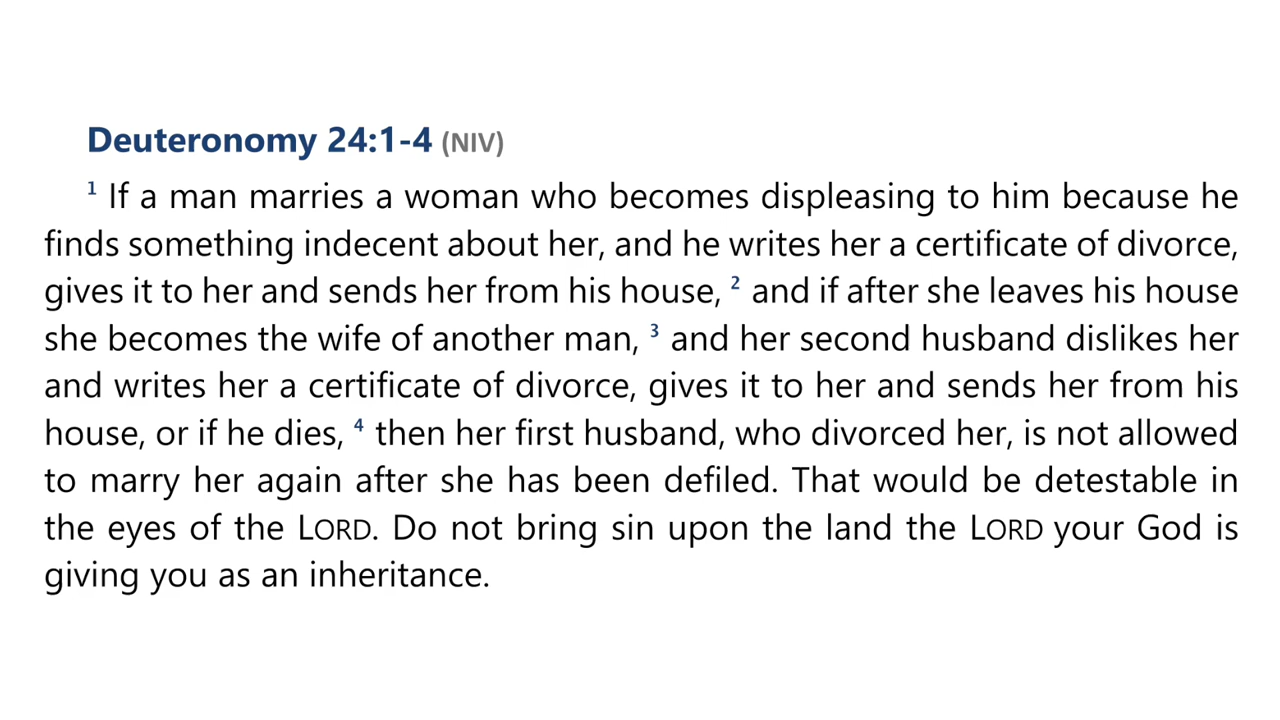 Deuteronomy 24:1-4 (NIV)
1 If a man marries a woman who becomes displeasing to him because he
finds something indecent about her, and he writes her a certificate of divorce,
gives it to her and sends her from his house, 2 and if after she leaves his house
she becomes the wife of another man, 3 and her second husband dislikes her
and writes her a certificate of divorce, gives it to her and sends her from his
house, or if he dies, 4 then her first husband, who divorced her, is not allowed
to marry her again after she has been defiled. That would be detestable in
the eyes of the LORD. Do not bring sin upon the land the LORD your God is
giving you as an inheritance.